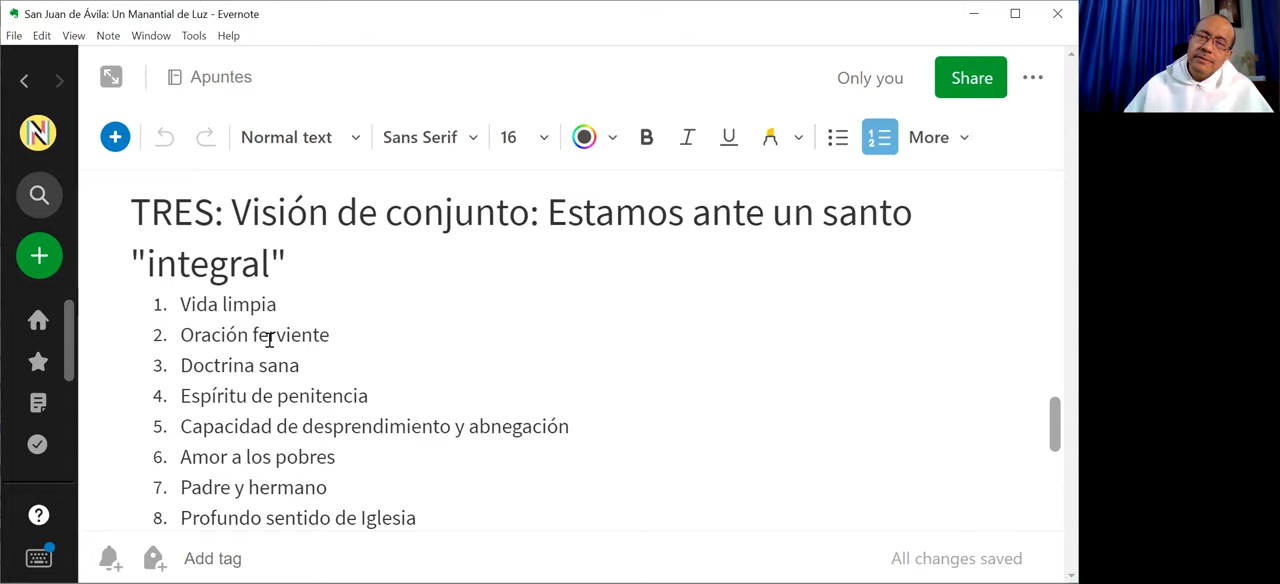 San Juan de Ávila: Un Manantial de Luz - Evernote
File Edit View Note Window Tools Help
Apuntes
Only you
Share
Normal text
Sans Serif
16
B I U
More
TRES: Visión de conjunto: Estamos ante un santo
"integral"
1. Vida limpia
2. Oración ferviente
3. Doctrina sana
4. Espíritu de penitencia
5. Capacidad de desprendimiento y abnegación
6. Amor a los pobres
7. Padre y hermano
8. Profundo sentido de Iglesia
Add tag
All changes saved